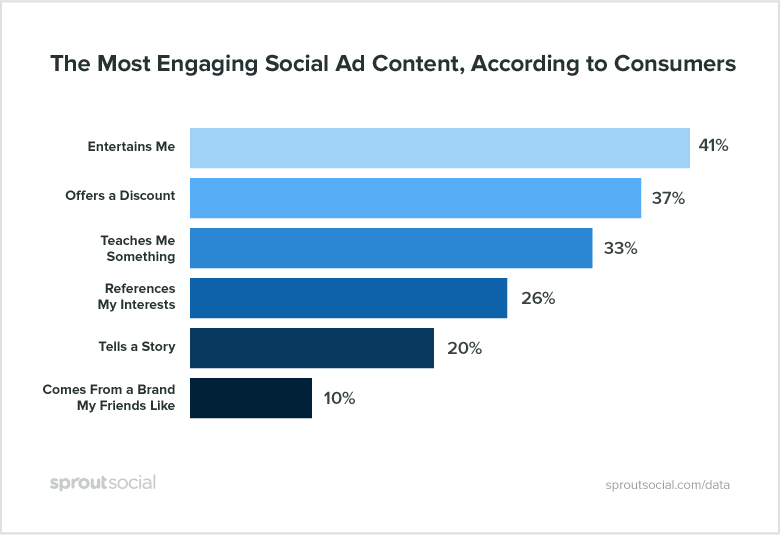 The Most Engaging Social Ad Content, According to Consumers
Entertains Me
41%
Offers a Discount
37%
Teaches Me
Something
33%
References
My Interests
26%
Tells a Story
20%
Comes From a Brand
My Friends Like
10%
sproutsocial
sproutsocial.com/data